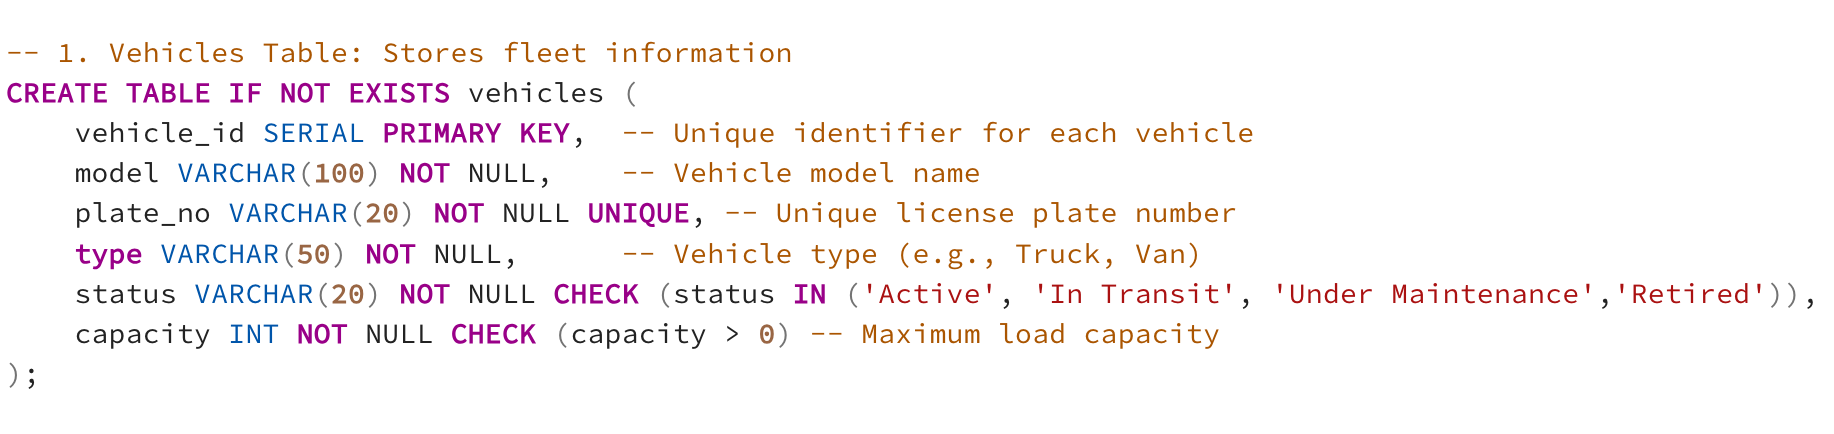 -- 1. Vehicles Table: Stores fleet information
CREATE TABLE IF NOT EXISTS vehicles (
    vehicle_id SERIAL PRIMARY KEY,  -- Unique identifier for each vehicle
    model VARCHAR(100) NOT NULL,    -- Vehicle model name
    plate_no VARCHAR(20) NOT NULL UNIQUE, -- Unique license plate number
    type VARCHAR(50) NOT NULL,      -- Vehicle type (e.g., Truck, Van)
    status VARCHAR(20) NOT NULL CHECK (status IN ('Active', 'In Transit', 'Under Maintenance','Retired')),
    capacity INT NOT NULL CHECK (capacity > 0) -- Maximum load capacity
);